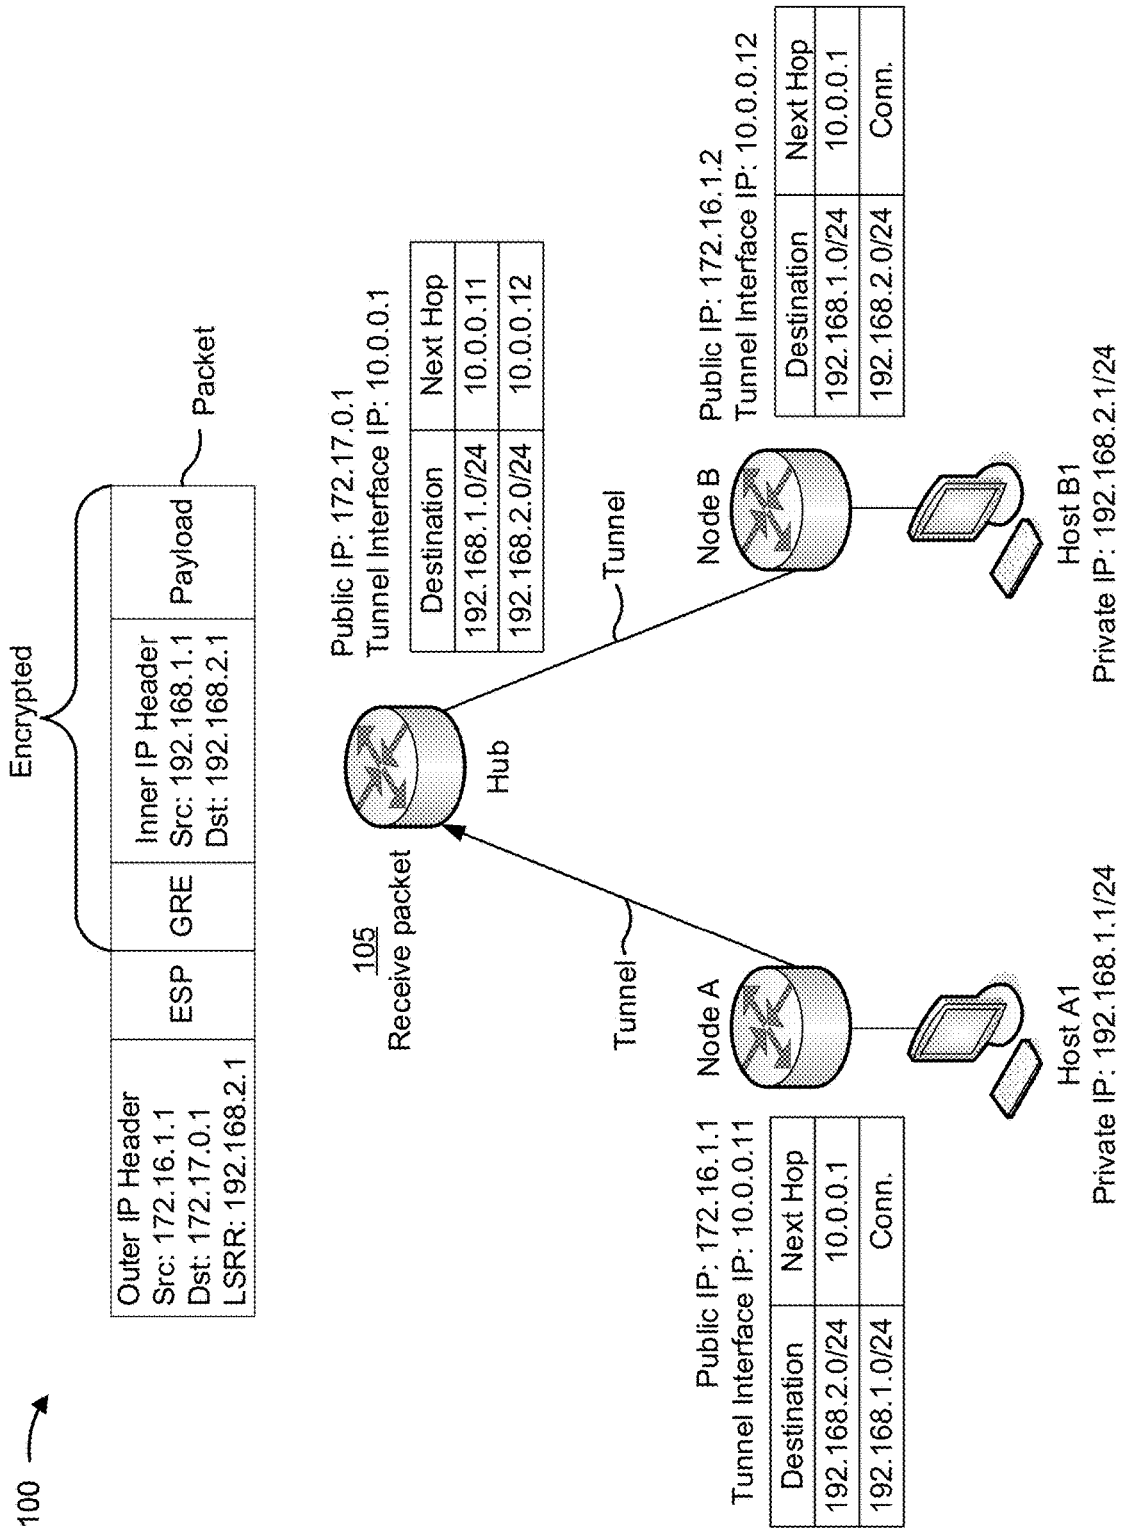 100
Encrypted
Outer IP Header
Src: 172.16.1.1
Dst: 172.17.0.1
LSRR: 192.168.2.1
ESP
GRE
Inner IP Header
Src: 192.168.1.1
Dst: 192.168.2.1
Payload
Packet
105
Receive packet
Hub
Public IP: 172.17.0.1
Tunnel Interface IP: 10.0.0.1
Destination Next Hop
192.168.1.0/24 10.0.0.11
192.168.2.0/24 10.0.0.12
Tunnel
Tunnel
Public IP: 172.16.1.1
Tunnel Interface IP: 10.0.0.11
Destination Next Hop
192.168.2.0/24 10.0.0.1
192.168.1.0/24 Conn.
Node A
Host A1
Private IP: 192.168.1.1/24
Node B
Public IP: 172.16.1.2
Tunnel Interface IP: 10.0.0.12
Destination Next Hop
192.168.1.0/24 10.0.0.1
192.168.2.0/24 Conn.
Host B1
Private IP: 192.168.2.1/24